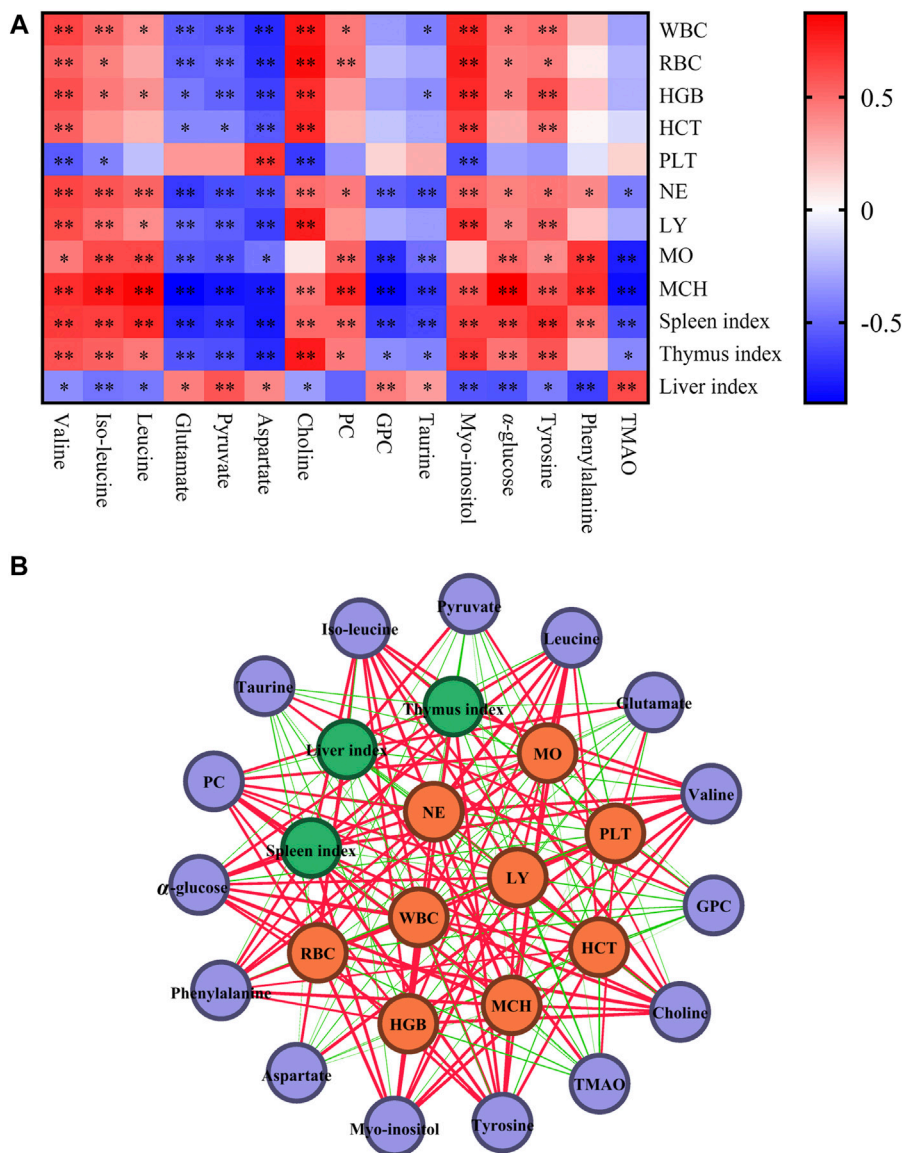 A
** ** * ** ** ** ** * * ** * ** WBC
** * ** ** ** ** ** ** * * RBC
** * * * ** ** ** * ** * ** HGB
** * * ** ** ** ** HCT
** * ** ** ** PLT
** ** ** ** ** ** ** * ** ** ** * * * * NE
** ** * ** ** ** ** ** * ** LY
* ** ** ** ** * ** ** ** ** * ** ** MO
** ** ** ** ** ** ** ** ** ** ** ** ** ** ** MCH
** ** ** ** ** ** ** ** ** ** ** ** ** ** ** Spleen index
** ** * ** ** ** ** * * * ** ** ** * Thymus index
* ** * * ** * * ** * ** ** * ** ** Liver index
0.5
0
-0.5
Valine
Iso-leucine
Leucine
Glutamate
Pyruvate
Aspartate
Choline
PC
GPC
Taurine
Myo-inositol
α-glucose
Tyrosine
Phenylalanine
TMAO
B
Pyruvate
Iso-leucine
Leucine
Taurine
Glutamate
Thymus index
Liver index
MO
PC
Valine
NE
PLT
Spleen index
LY
α-glucose
GPC
WBC
RBC
HCT
Phenylalanine
MCH
Choline
HGB
Aspartate
TMAO
Myo-inositol
Tyrosine